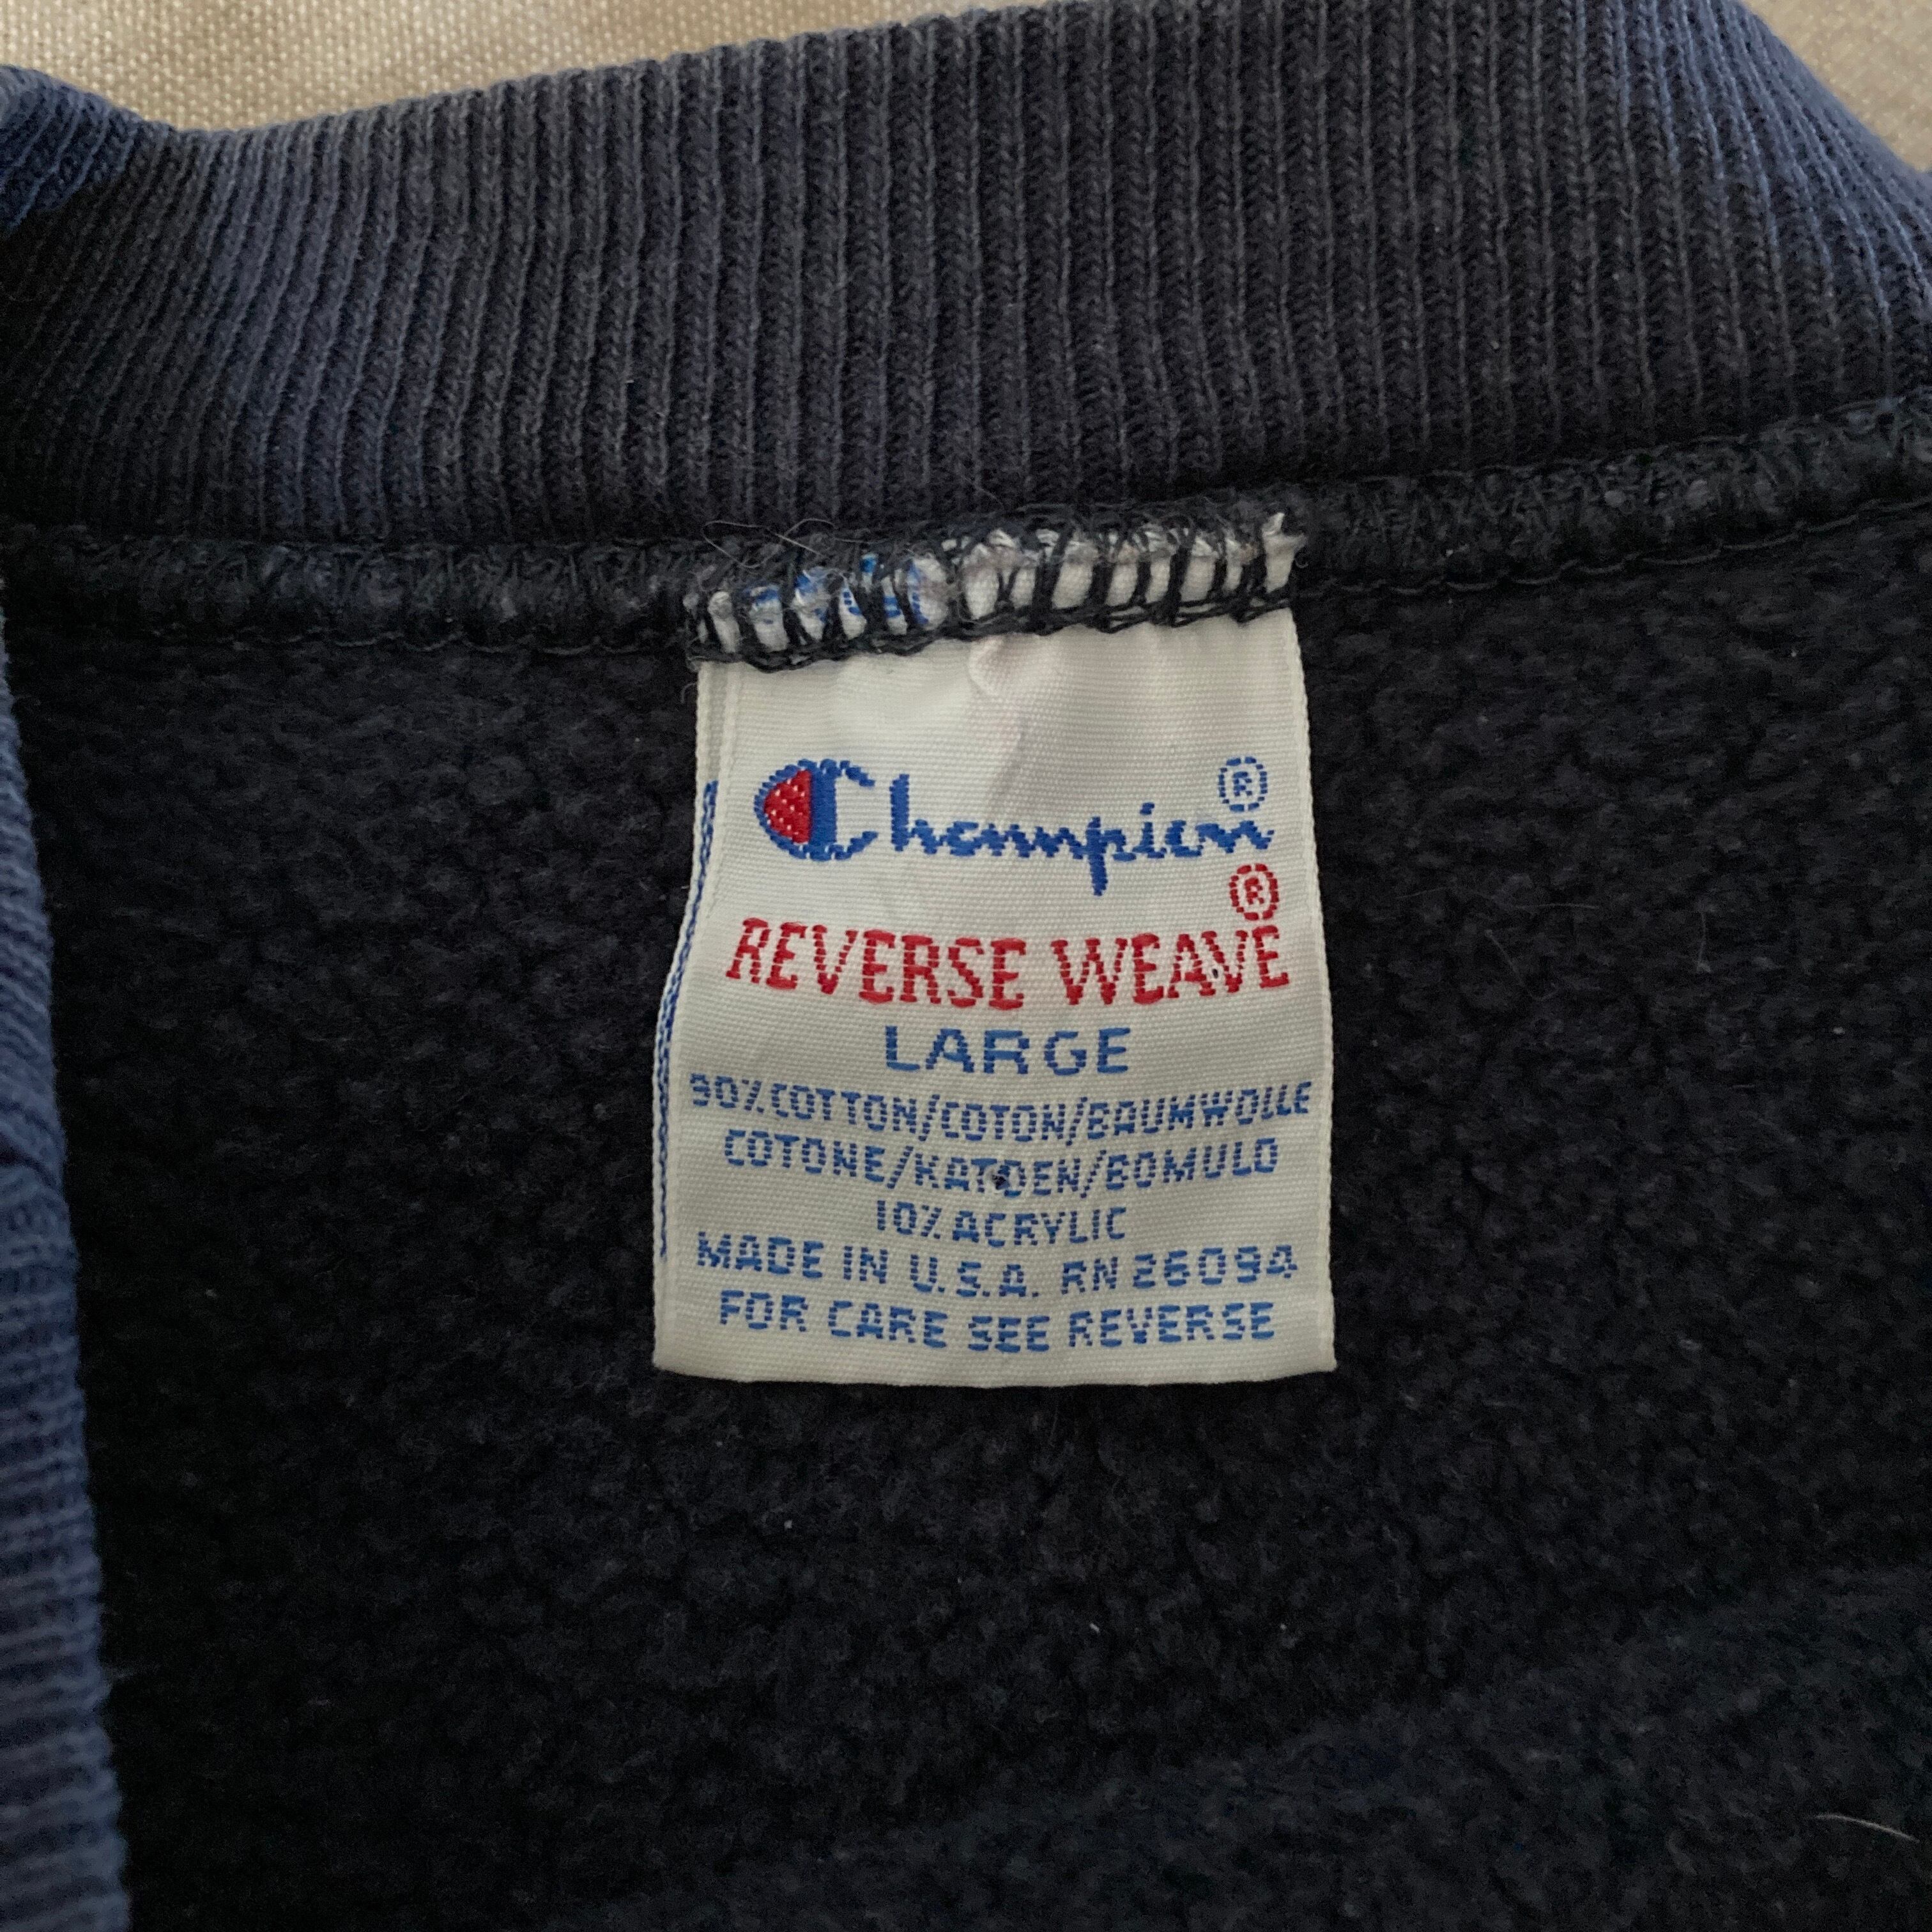 Champion®
®
REVERSE WEAVE
LARGE
90% COTTON/COTON/BAUMWOLLE
COTONE/KATOEN/BOMULD
10% ACRYLIC
MADE IN U.S.A. RN 26094
FOR CARE SEE REVERSE